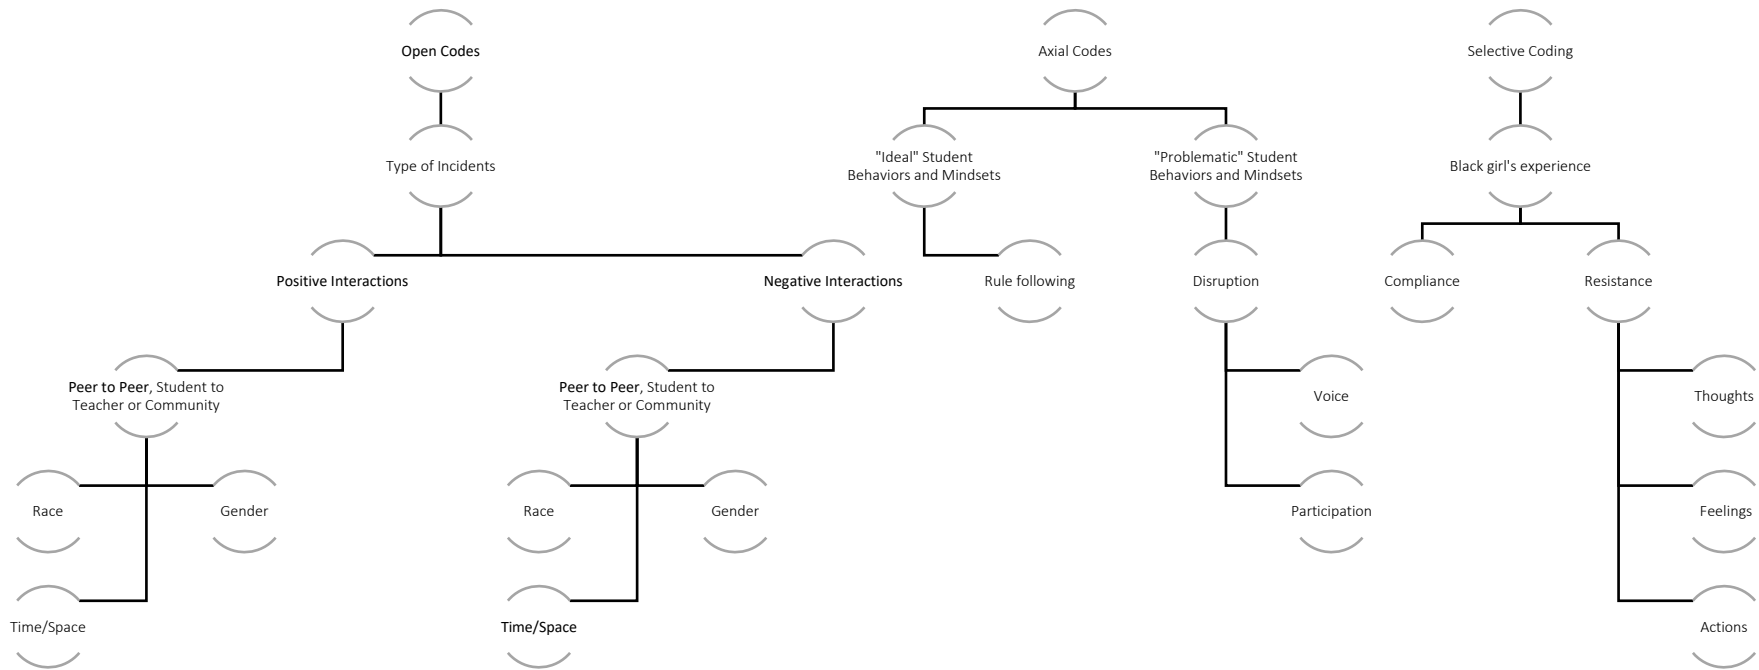 Open Codes
Axial Codes
Selective Coding
Type of Incidents
"Ideal" Student
Behaviors and Mindsets
"Problematic" Student
Behaviors and Mindsets
Black girl's experience
Positive Interactions
Negative Interactions
Rule following
Disruption
Compliance
Resistance
Peer to Peer, Student to
Teacher or Community
Peer to Peer, Student to
Teacher or Community
Voice
Thoughts
Race
Gender
Race
Gender
Participation
Feelings
Time/Space
Time/Space
Actions